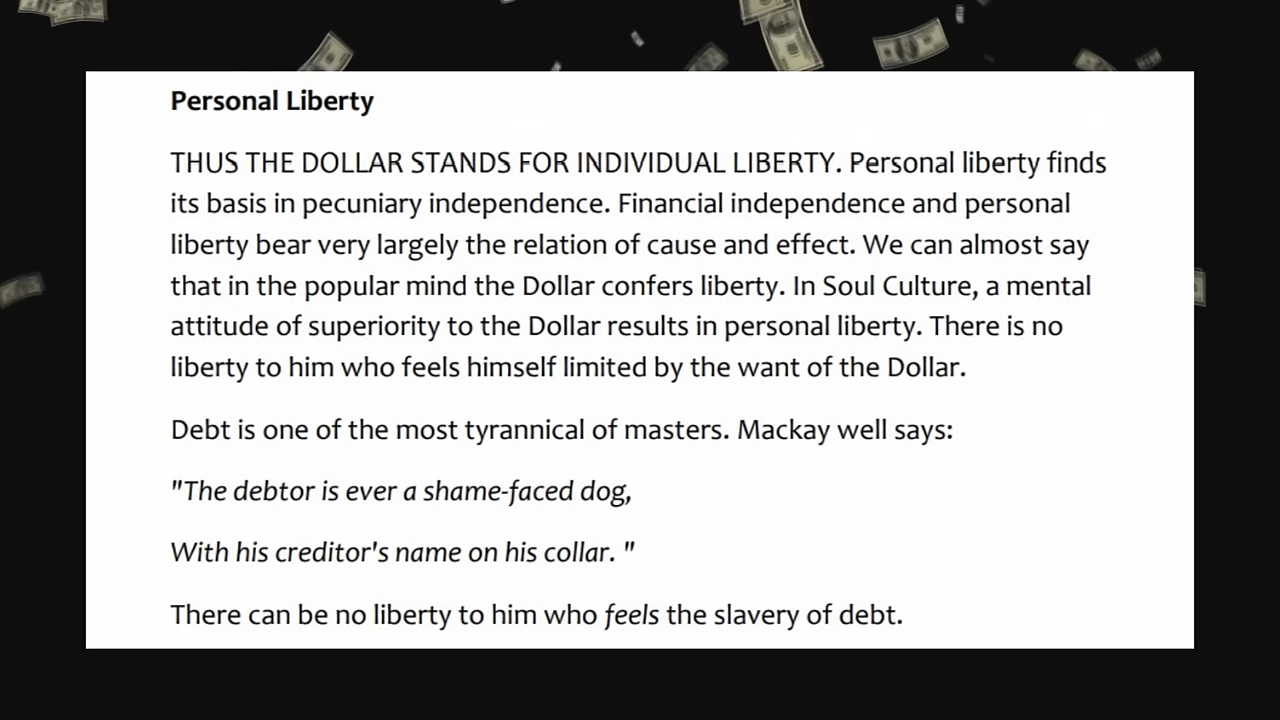 Personal Liberty
THUS THE DOLLAR STANDS FOR INDIVIDUAL LIBERTY. Personal liberty finds
its basis in pecuniary independence. Financial independence and personal
liberty bear very largely the relation of cause and effect. We can almost say
that in the popular mind the Dollar confers liberty. In Soul Culture, a mental
attitude of superiority to the Dollar results in personal liberty. There is no
liberty to him who feels himself limited by the want of the Dollar.
Debt is one of the most tyrannical of masters. Mackay well says:
"The debtor is ever a shame-faced dog,
With his creditor's name on his collar. "
There can be no liberty to him who feels the slavery of debt.